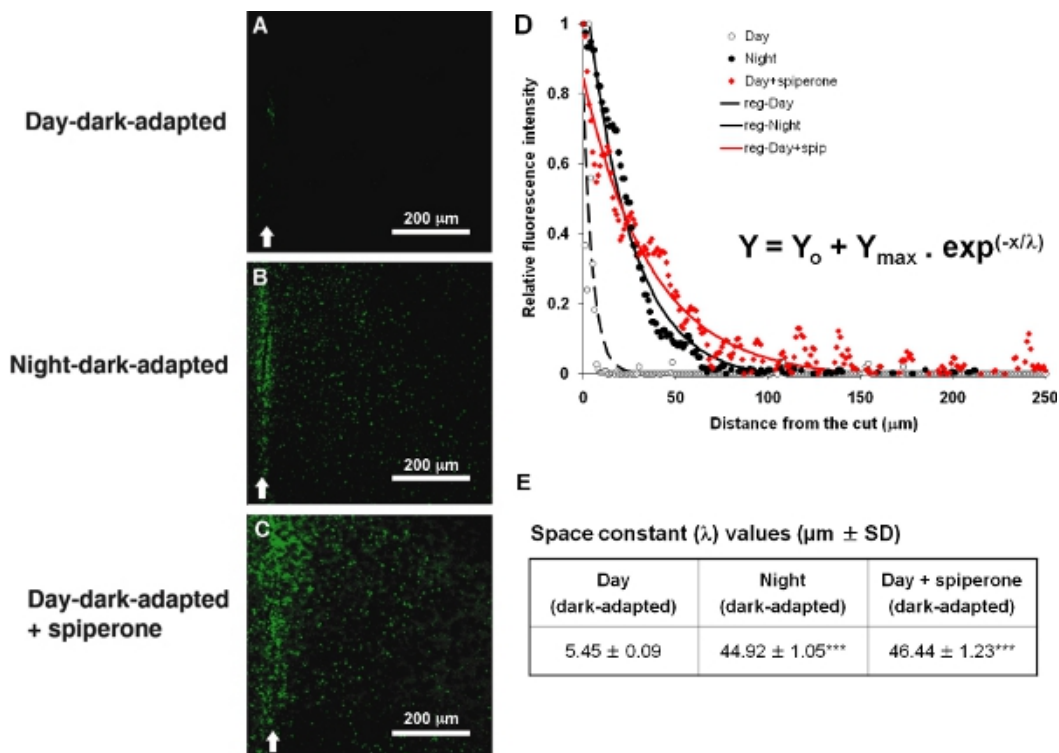 Day-dark-adapted
A
200 μm
Night-dark-adapted
B
200 μm
Day-dark-adapted
+ spiperone
C
200 μm
D
Relative fluorescence intensity
1
0.8
0.6
0.4
0.2
0
0 50 100 150 200 250
Distance from the cut (μm)
Day
Night
Day+spiperone
reg-Day
reg-Night
reg-Day+spip
Y = Yo + Ymax . exp(-x/λ)
E
Space constant (λ) values (μm ± SD)
Day Night Day + spiperone
(dark-adapted) (dark-adapted) (dark-adapted)
5.45 ± 0.09 44.92 ± 1.05*** 46.44 ± 1.23***